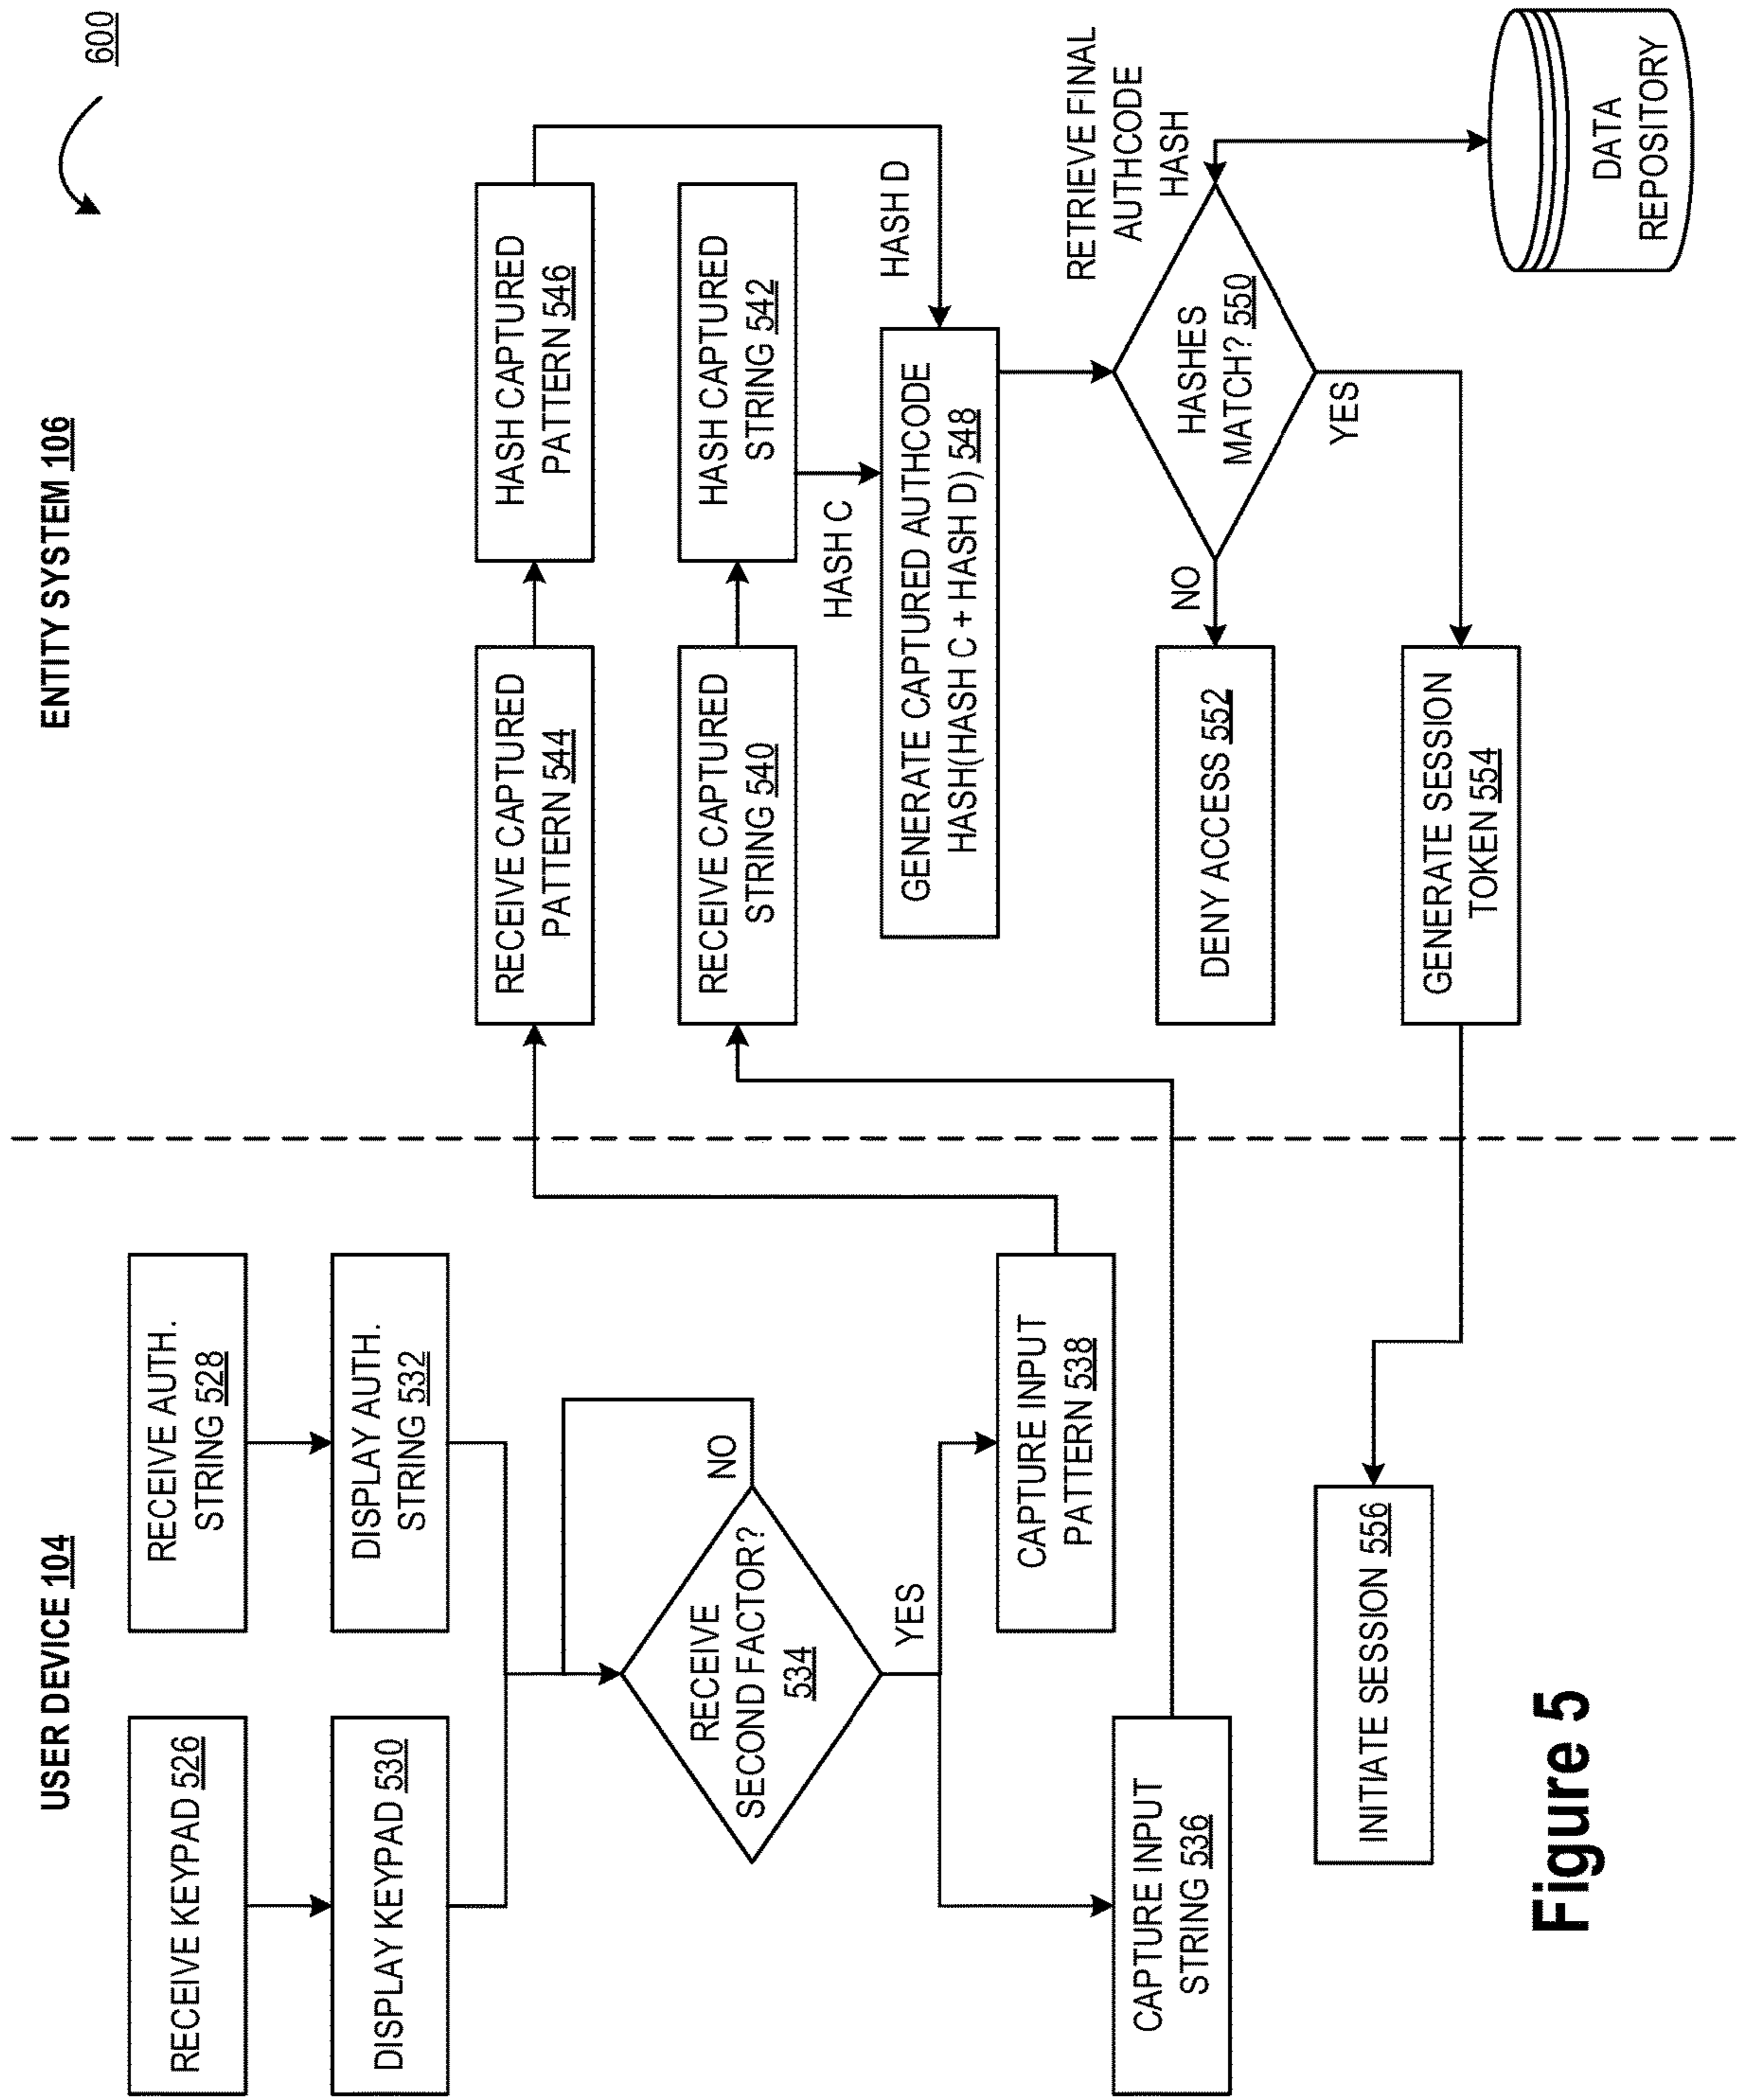 USER DEVICE 104
ENTITY SYSTEM 106
600
RECEIVE KEYPAD 526
RECEIVE AUTH.
STRING 528
DISPLAY KEYPAD 530
DISPLAY AUTH.
STRING 532
RECEIVE
SECOND FACTOR?
534
NO
YES
CAPTURE INPUT
STRING 536
CAPTURE INPUT
PATTERN 538
RECEIVE CAPTURED
PATTERN 544
HASH CAPTURED
PATTERN 546
RECEIVE CAPTURED
STRING 540
HASH CAPTURED
STRING 542
HASH C
HASH D
GENERATE CAPTURED AUTHCODE
HASH(HASH C + HASH D) 548
RETRIEVE FINAL
AUTHCODE
HASH
HASHES
MATCH? 550
NO
YES
DENY ACCESS 552
DATA
REPOSITORY
GENERATE SESSION
TOKEN 554
INITIATE SESSION 556
Figure 5